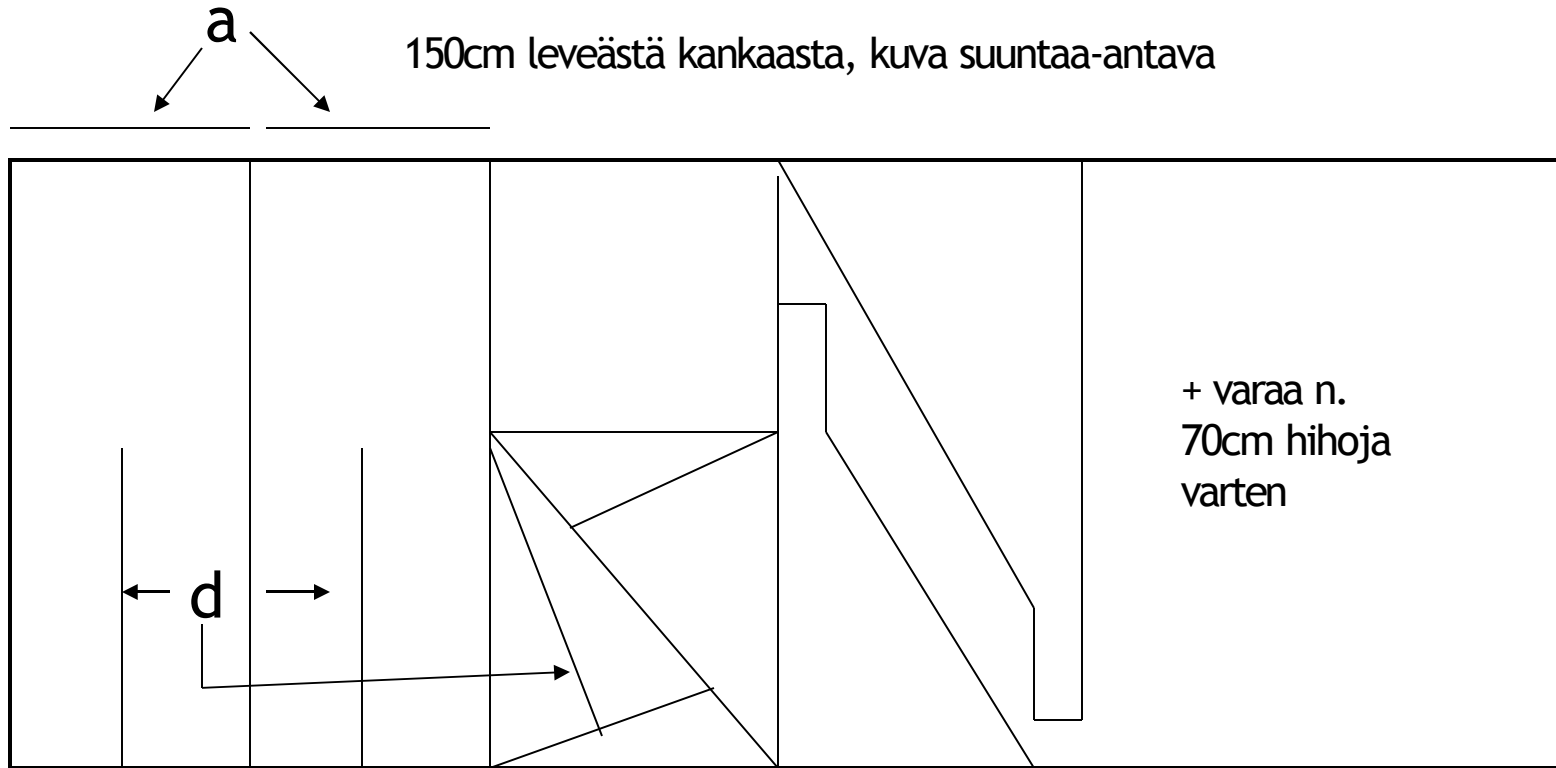 a
150cm leveästä kankaasta, kuva suuntaa-antava
+ varaa n.
70cm hihoja
varten
d